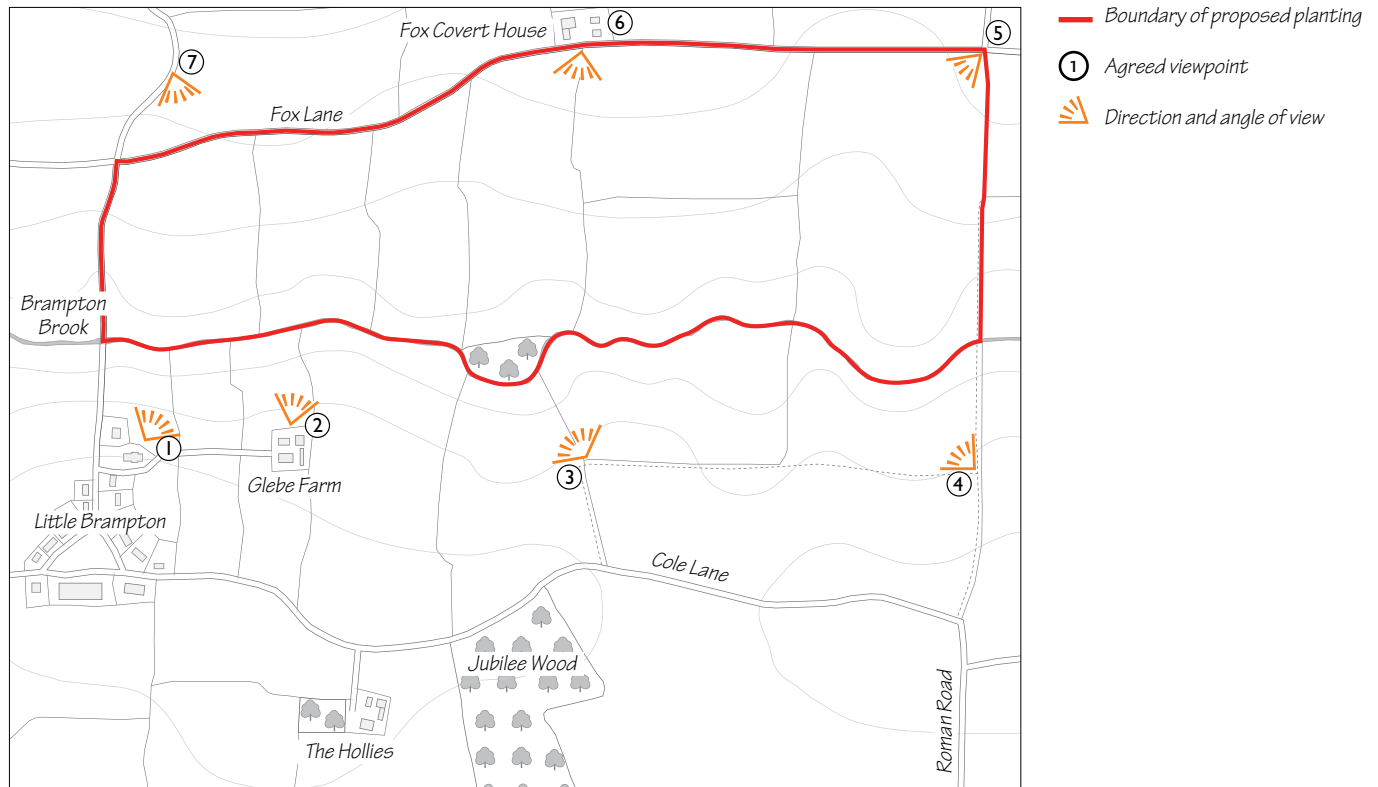 Fox Covert House
6
5
7
Fox Lane
Brampton
Brook
1
2
3
4
Glebe Farm
Little Brampton
Cole Lane
Jubilee Wood
The Hollies
Roman Road
Boundary of proposed planting
1 Agreed viewpoint
Direction and angle of view